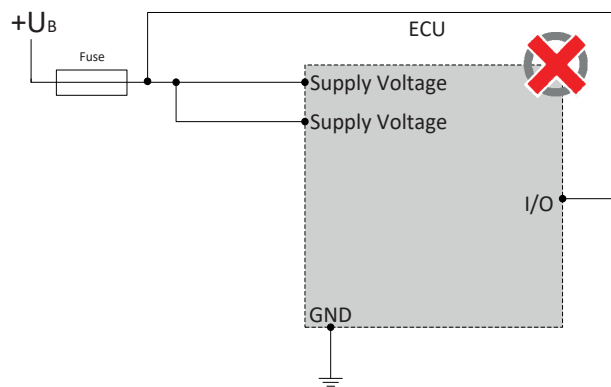 +UB
Fuse
ECU
Supply Voltage
Supply Voltage
I/O
GND